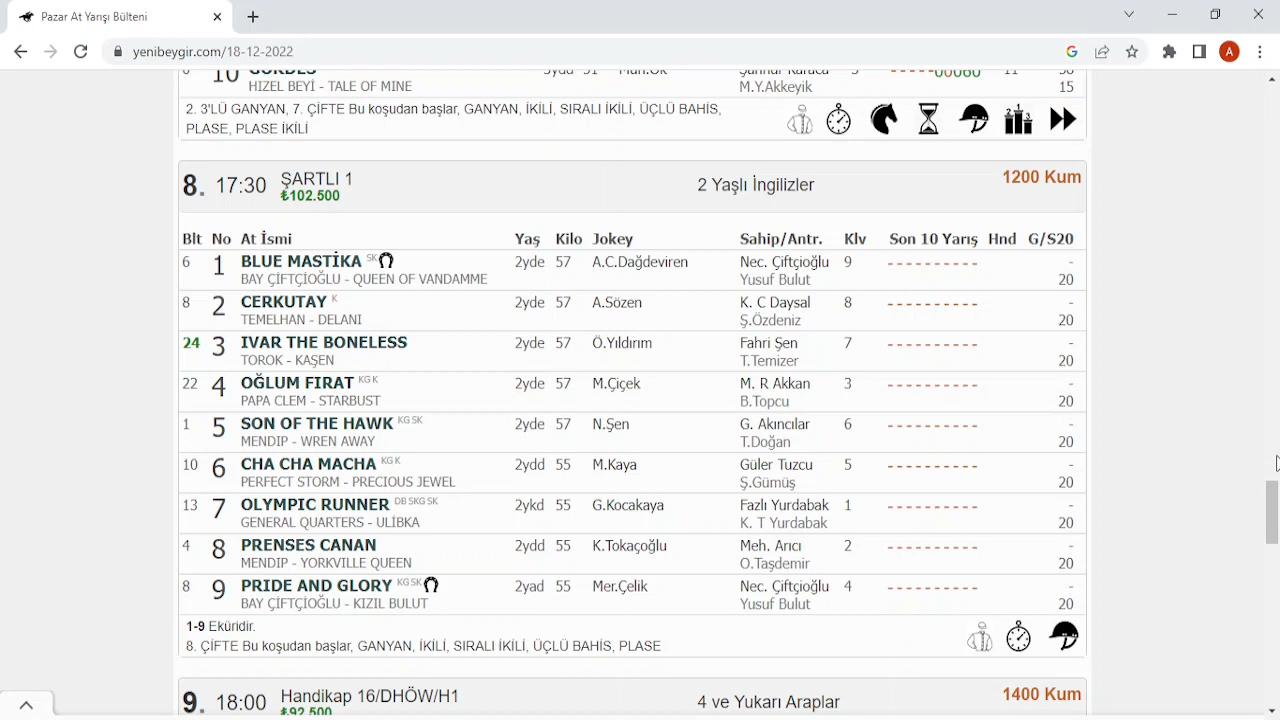 Pazar At Yarışı Bülteni
yenibeygir.com/18-12-2022
A
10 GÖRDES
HIZEL BEYİ - TALE OF MINE M.Y.Akkeyik 15
2. 3'LÜ GANYAN, 7. ÇİFTE Bu koşudan başlar, GANYAN, İKİLİ, SIRALI İKİLİ, ÜÇLÜ BAHİS,
PLASE, PLASE İKİLİ
8. 17:30 ŞARTLI 1 2 Yaşlı İngilizler 1200 Kum
₺102.500
Blt No At İsmi Yaş Kilo Jokey Sahip/Antr. Klv Son 10 Yarış Hnd G/S20
6 1 BLUE MASTİKA SK 2yde 57 A.C.Dağdeviren Nec. Çiftçioğlu 9 ---------- -
BAY ÇİFTÇİOĞLU - QUEEN OF VANDAMME Yusuf Bulut 20
8 2 CERKUTAY K 2yde 57 A.Sözen K. C Daysal 8 ---------- -
TEMELHAN - DELANI Ş.Özdeniz 20
24 3 IVAR THE BONELESS 2yde 57 Ö.Yıldırım Fahri Şen 7 ---------- -
TOROK - KAŞEN T.Temizer 20
22 4 OĞLUM FIRAT KG K 2yde 57 M.Çiçek M. R Akkan 3 ---------- -
PAPA CLEM - STARBUST B.Topcu 20
1 5 SON OF THE HAWK KG SK 2yde 57 N.Şen G. Akıncılar 6 ---------- -
MENDIP - WREN AWAY T.Doğan 20
10 6 CHA CHA MACHA KG K 2ydd 55 M.Kaya Güler Tuzcu 5 ---------- -
PERFECT STORM - PRECIOUS JEWEL Ş.Gümüş 20
13 7 OLYMPIC RUNNER DB SKG SK 2ykd 55 G.Kocakaya Fazlı Yurdabak 1 ---------- -
GENERAL QUARTERS - ULİBKA K. T Yurdabak 20
4 8 PRENSES CANAN 2ydd 55 K.Tokaçoğlu Meh. Arıcı 2 ---------- -
MENDIP - YORKVILLE QUEEN O.Taşdemir 20
8 9 PRIDE AND GLORY KG SK 2yad 55 Mer.Çelik Nec. Çiftçioğlu 4 ---------- -
BAY ÇİFTÇİOĞLU - KIZIL BULUT Yusuf Bulut 20
1-9 Eküridir.
8. ÇİFTE Bu koşudan başlar, GANYAN, İKİLİ, SIRALI İKİLİ, ÜÇLÜ BAHİS, PLASE
9. 18:00 Handikap 16/DHÖW/H1 4 ve Yukarı Araplar 1400 Kum
₺92.500